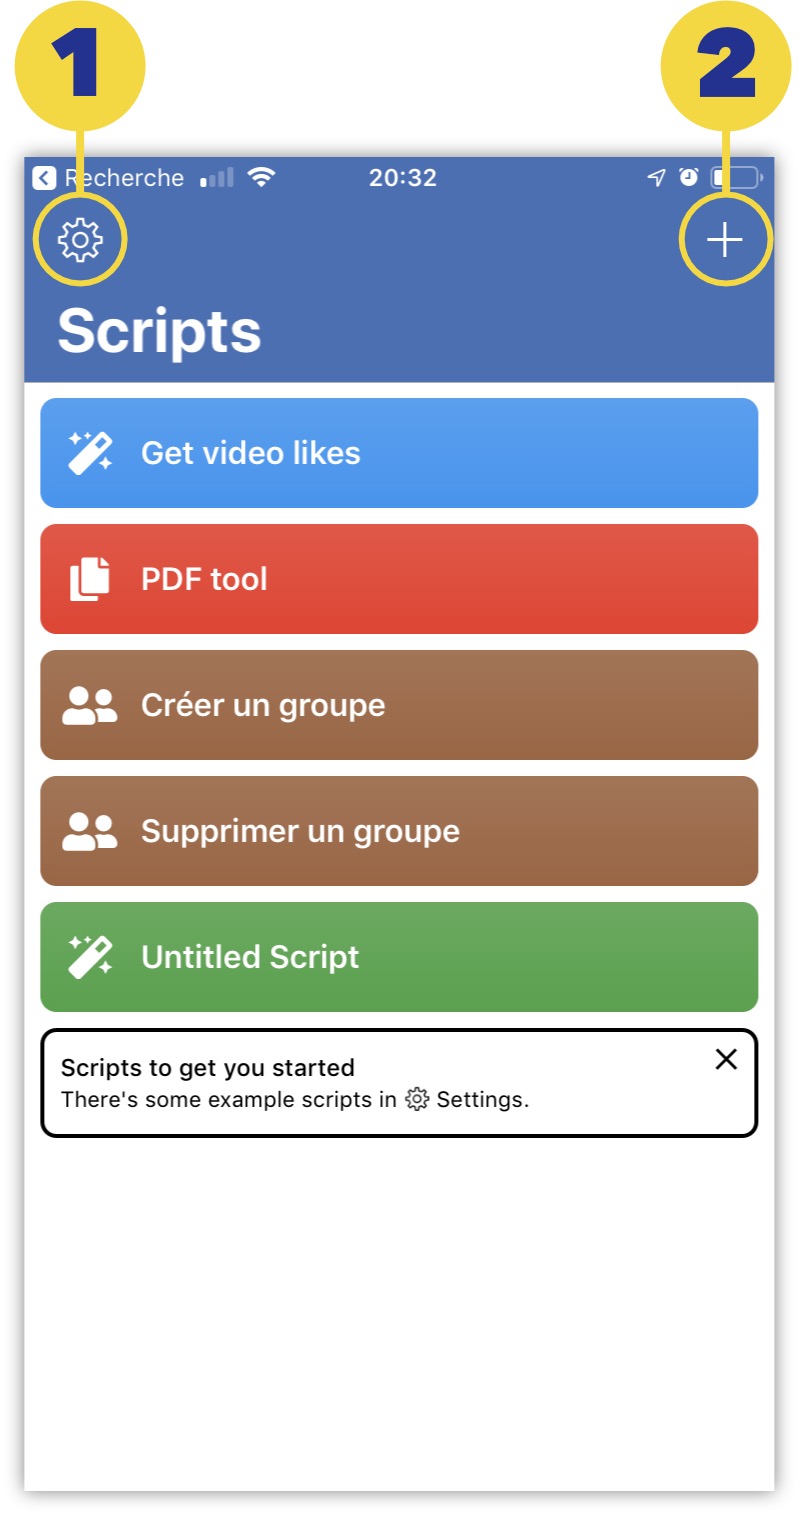 1
2
Recherche 20:32
Scripts
Get video likes
PDF tool
Créer un groupe
Supprimer un groupe
Untitled Script
Scripts to get you started
There's some example scripts in Settings.